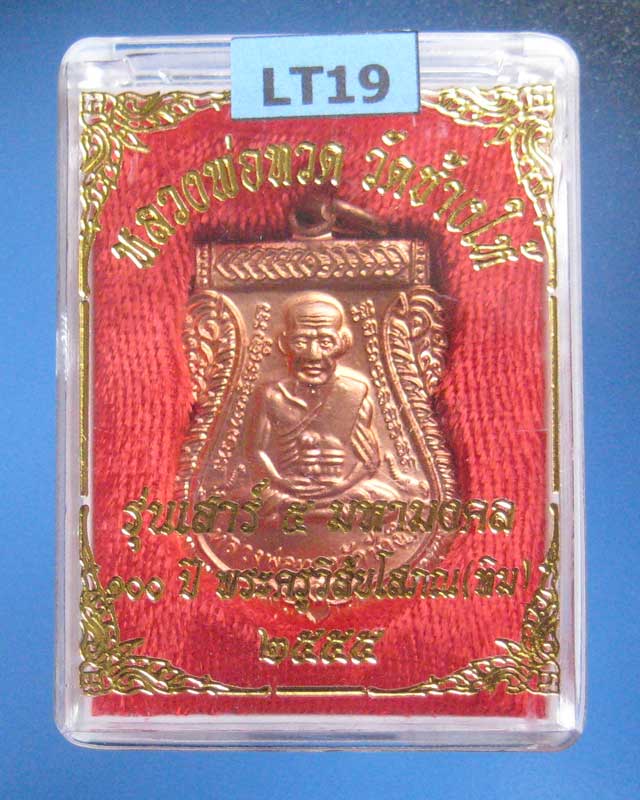 LT19
หลวงพ่อทวด วัดช้างให้
รุ่นเสาร์ ๕ มหามงคล
๑๐๐ ปี พระครูวิสัยโสภณ(ทิม)
๒๕๕๕